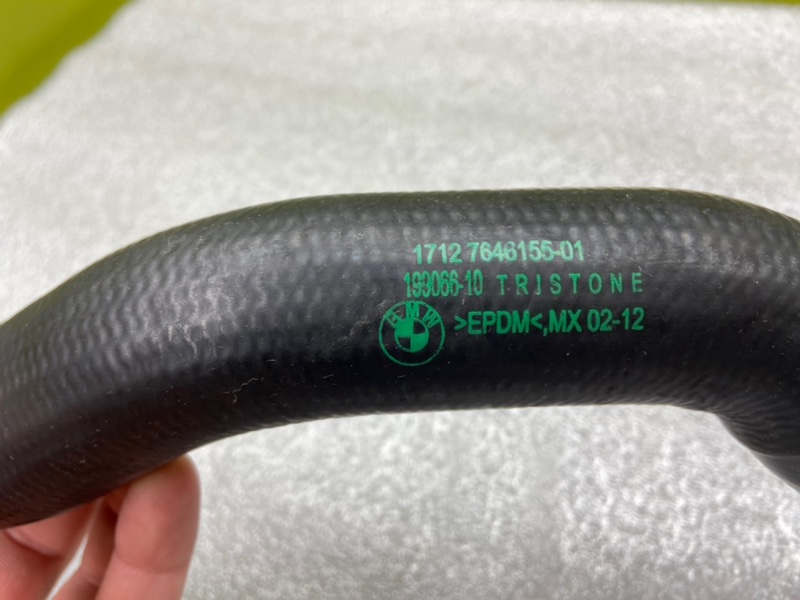 1712 7646155-01
193066-10 TRISTONE
BMW
>EPDM<,MX 02-12